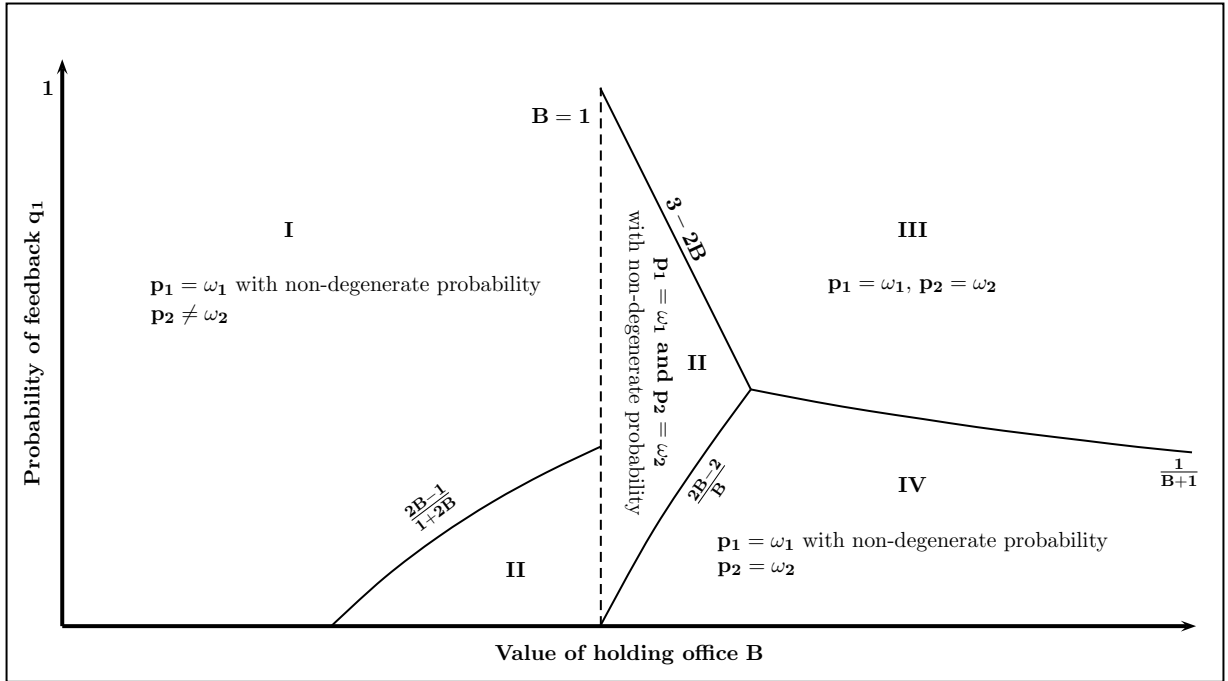 1
B = 1
Probability of feedback q₁
I
p₁ = ω₁ with non-degenerate probability
p₂ ≠ ω₂
3 − 2B
III
p₁ = ω₁, p₂ = ω₂
p₁ = ω₁ and p₂ = ω₂
with non-degenerate probability
II
2B−1/1+2B
II
2B−2/B
IV
1/B+1
p₁ = ω₁ with non-degenerate probability
p₂ = ω₂
Value of holding office B